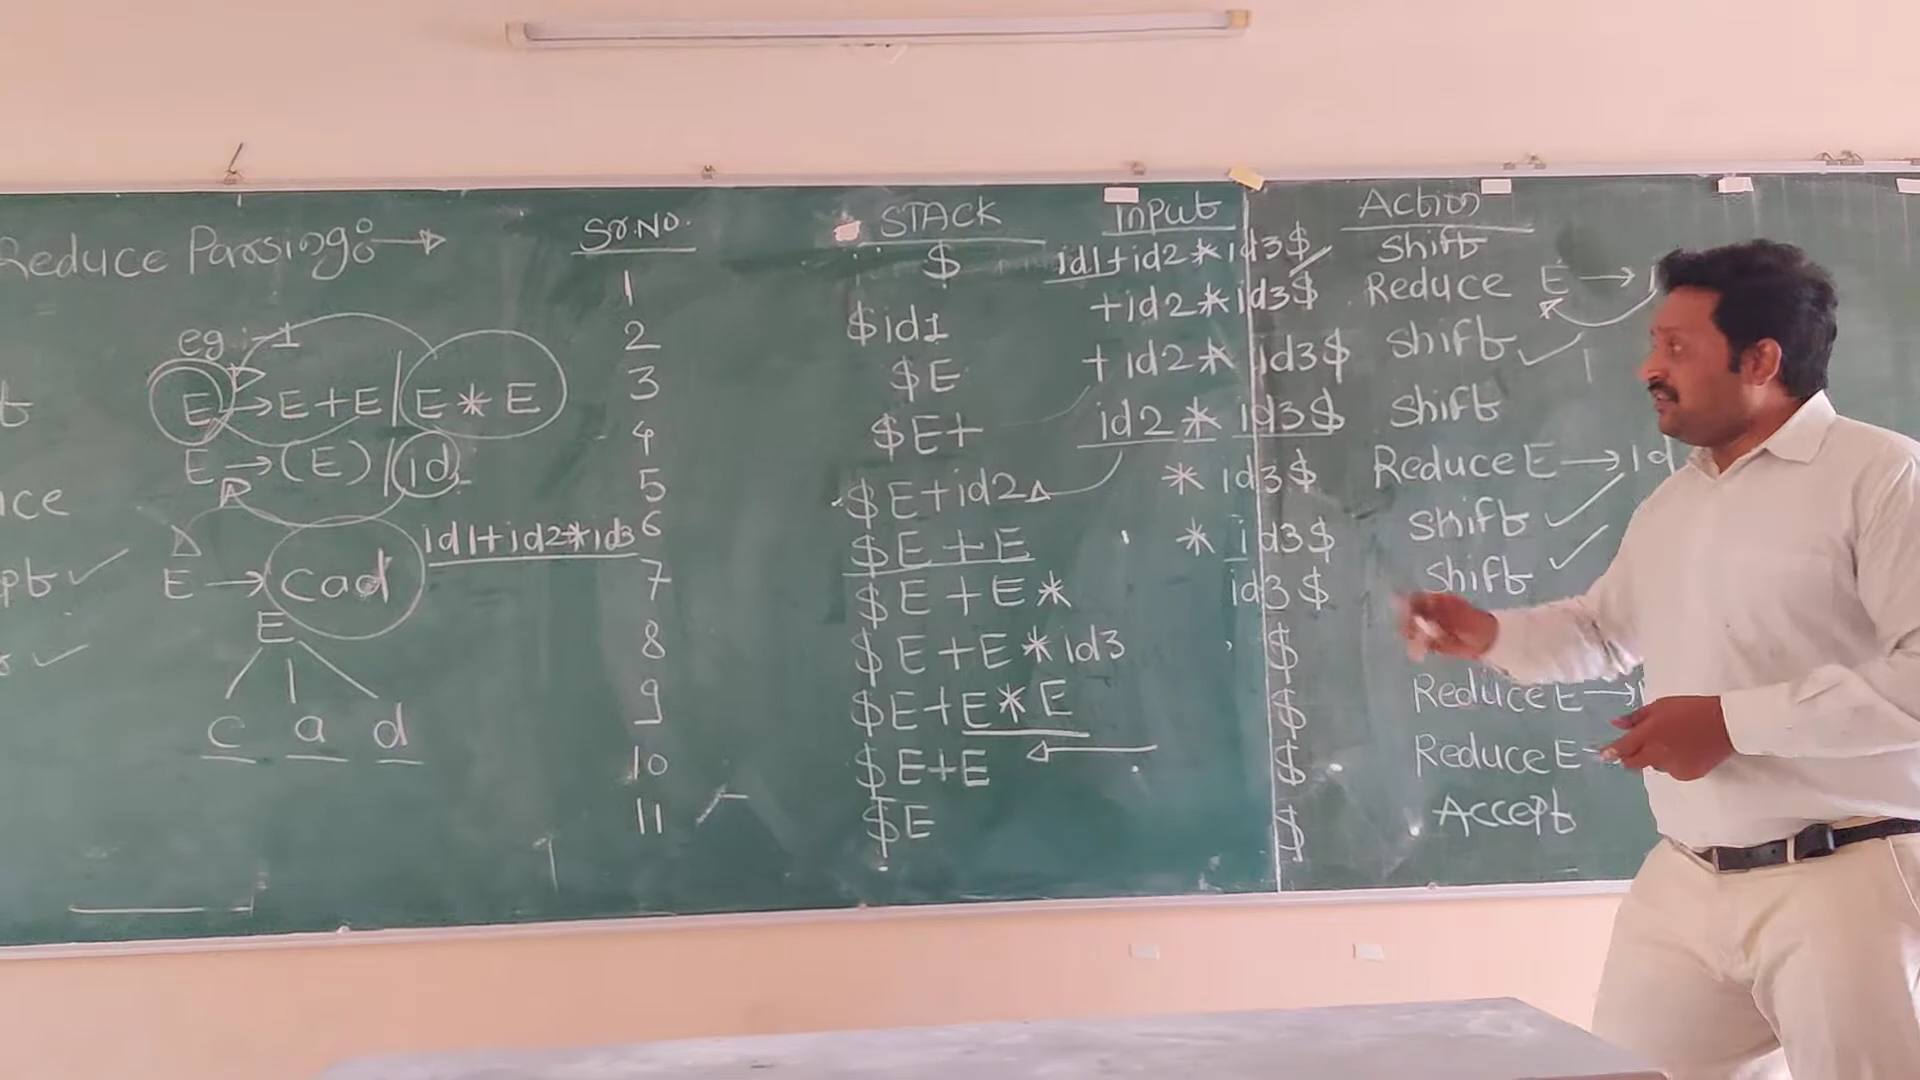 Reduce Parsing:→
eg:-1
E → E+E | E * E
E → (E) | id
E → cad
id1+id2*id3
E
c a d
Sr.No. STACK Input Action
1 $ id1+id2*id3$ Shift
2 $id1 +id2*id3$ Reduce E →
3 $E +id2* id3$ Shift
4 $E+ id2 * id3$ Shift
5 $E+id2 * id3$ Reduce E → id
6 $E+E * id3$ Shift
7 $E+E* id3$ Shift
8 $E+E*id3 $
9 $E+E*E $ Reduce E →
10 $E+E $ Reduce E
11 $E $ Accept